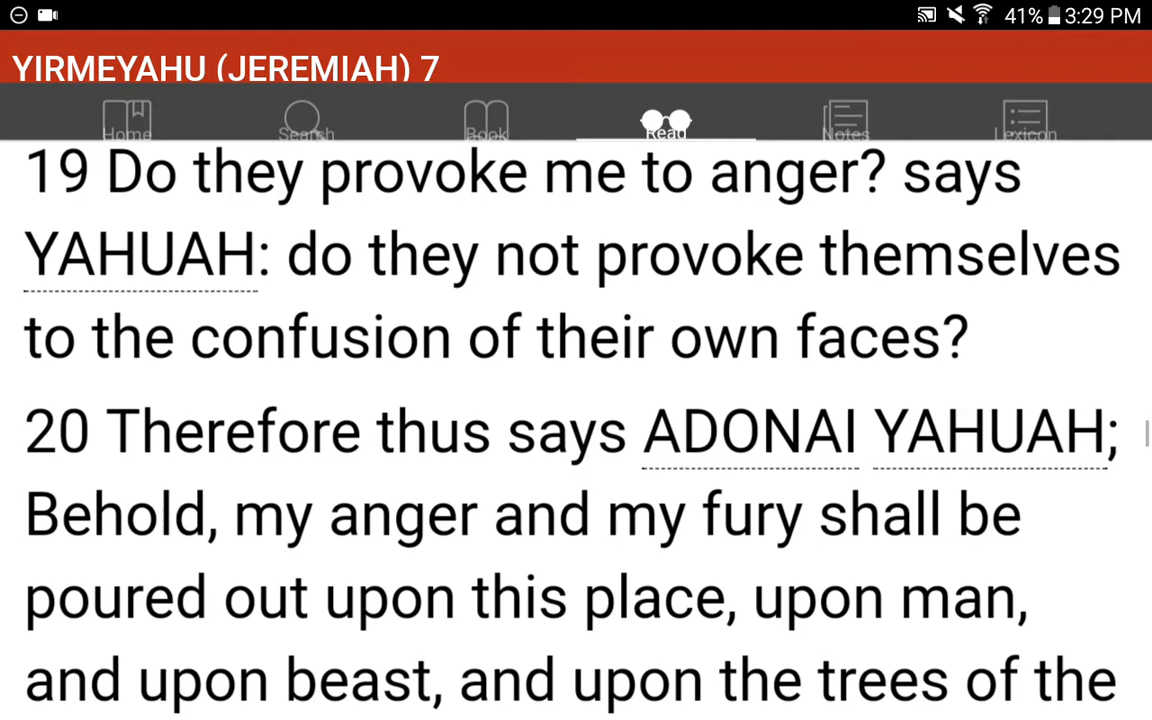 41% 3:29 PM
YIRMEYAHU (JEREMIAH) 7
Home Search Book Read Notes Lexicon
19 Do they provoke me to anger? says
YAHUAH: do they not provoke themselves
to the confusion of their own faces?
20 Therefore thus says ADONAI YAHUAH;
Behold, my anger and my fury shall be
poured out upon this place, upon man,
and upon beast, and upon the trees of the